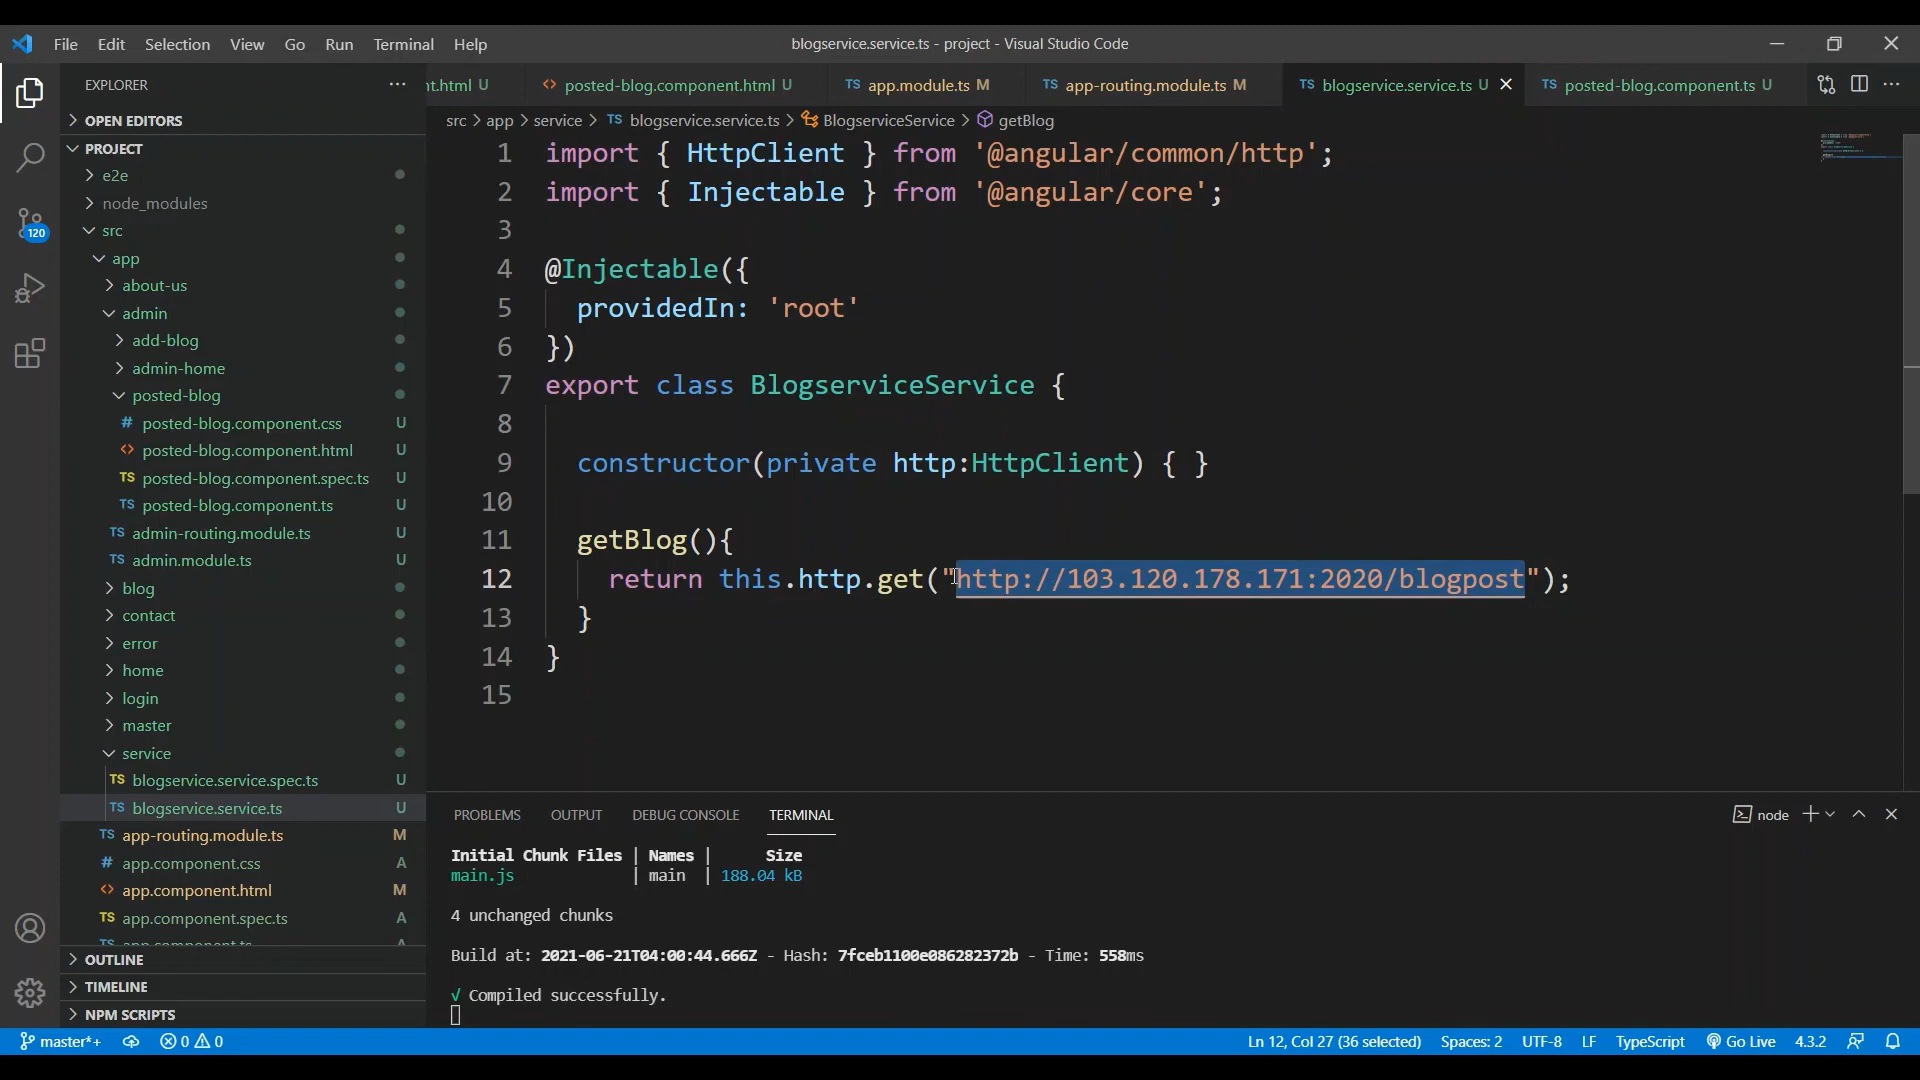 File Edit Selection View Go Run Terminal Help
blogservice.service.ts - project - Visual Studio Code
EXPLORER
nt.html U
posted-blog.component.html U
app.module.ts M
app-routing.module.ts M
blogservice.service.ts U
posted-blog.component.ts U
src > app > service > TS blogservice.service.ts > BlogserviceService > getBlog
OPEN EDITORS
PROJECT
e2e
node_modules
src
app
about-us
admin
add-blog
admin-home
posted-blog
# posted-blog.component.css U
<> posted-blog.component.html U
TS posted-blog.component.spec.ts U
TS posted-blog.component.ts U
TS admin-routing.module.ts U
TS admin.module.ts U
blog
contact
error
home
login
master
service
TS blogservice.service.spec.ts U
TS blogservice.service.ts U
TS app-routing.module.ts M
# app.component.css A
<> app.component.html M
TS app.component.spec.ts A
TS app.component.ts A
OUTLINE
TIMELINE
NPM SCRIPTS
120
1 import { HttpClient } from '@angular/common/http';
2 import { Injectable } from '@angular/core';
3
4 @Injectable({
5 providedIn: 'root'
6 })
7 export class BlogserviceService {
8
9 constructor(private http:HttpClient) { }
10
11 getBlog(){
12 return this.http.get("http://103.120.178.171:2020/blogpost");
13 }
14 }
15
PROBLEMS OUTPUT DEBUG CONSOLE TERMINAL
node
Initial Chunk Files | Names | Size
main.js | main | 188.04 kB
4 unchanged chunks
Build at: 2021-06-21T04:00:44.666Z - Hash: 7fceb1100e086282372b - Time: 558ms
√ Compiled successfully.
master*+ 0 0
Ln 12, Col 27 (36 selected) Spaces: 2 UTF-8 LF TypeScript Go Live 4.3.2